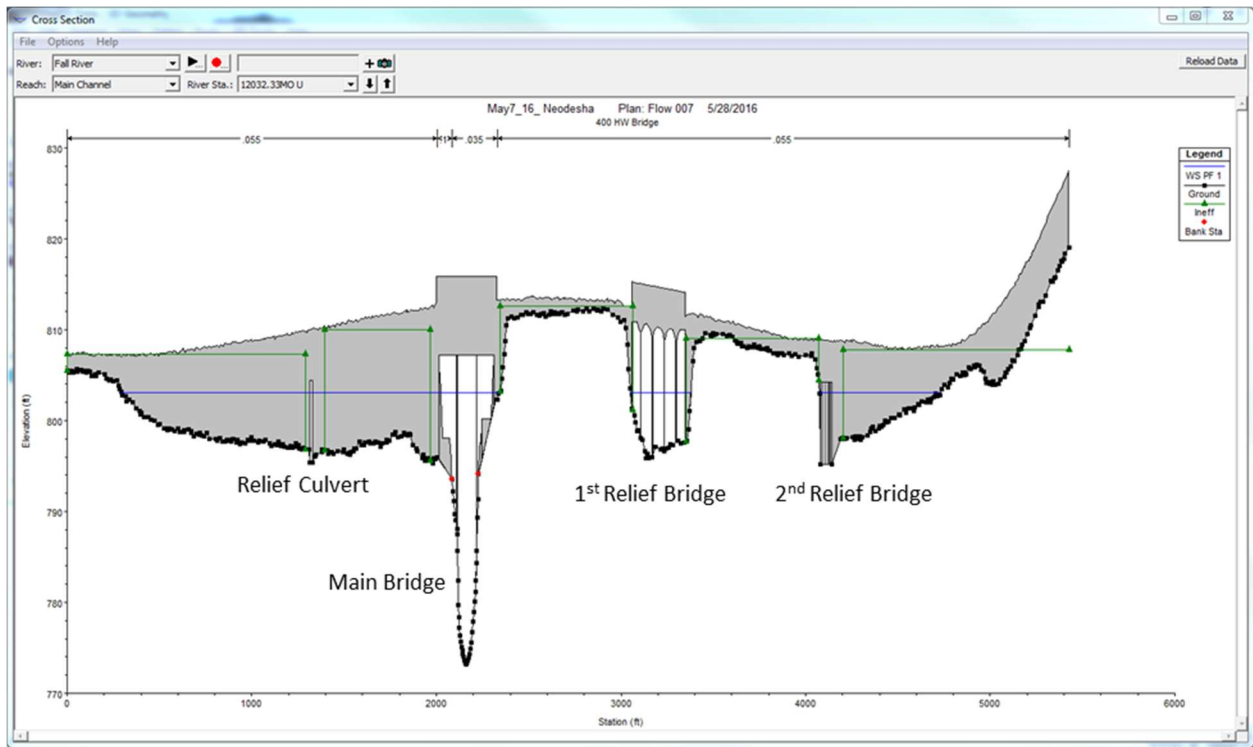 Cross Section
File Options Help
River: Fall River
Reload Data
Reach: Main Channel River Sta.: 12032.33MO U
May7_16_ Neodesha Plan: Flow 007 5/28/2016
400 HW Bridge
.055 .035 .055
Legend
WS PF 1
Ground
Ineff
Bank Sta
830
820
810
800
790
780
770
Elevation (ft)
Relief Culvert
1st Relief Bridge
2nd Relief Bridge
Main Bridge
0 1000 2000 3000 4000 5000 6000
Station (ft)